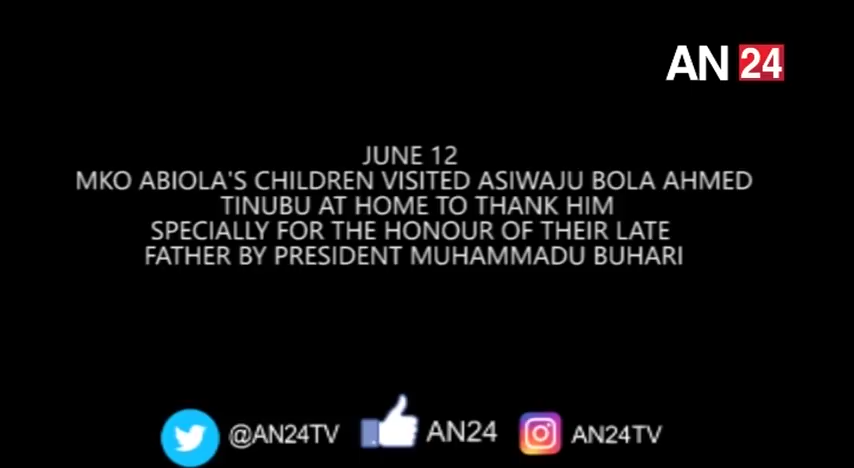 AN 24
JUNE 12
MKO ABIOLA'S CHILDREN VISITED ASIWAJU BOLA AHMED
TINUBU AT HOME TO THANK HIM
SPECIALLY FOR THE HONOUR OF THEIR LATE
FATHER BY PRESIDENT MUHAMMADU BUHARI
@AN24TV AN24 AN24TV